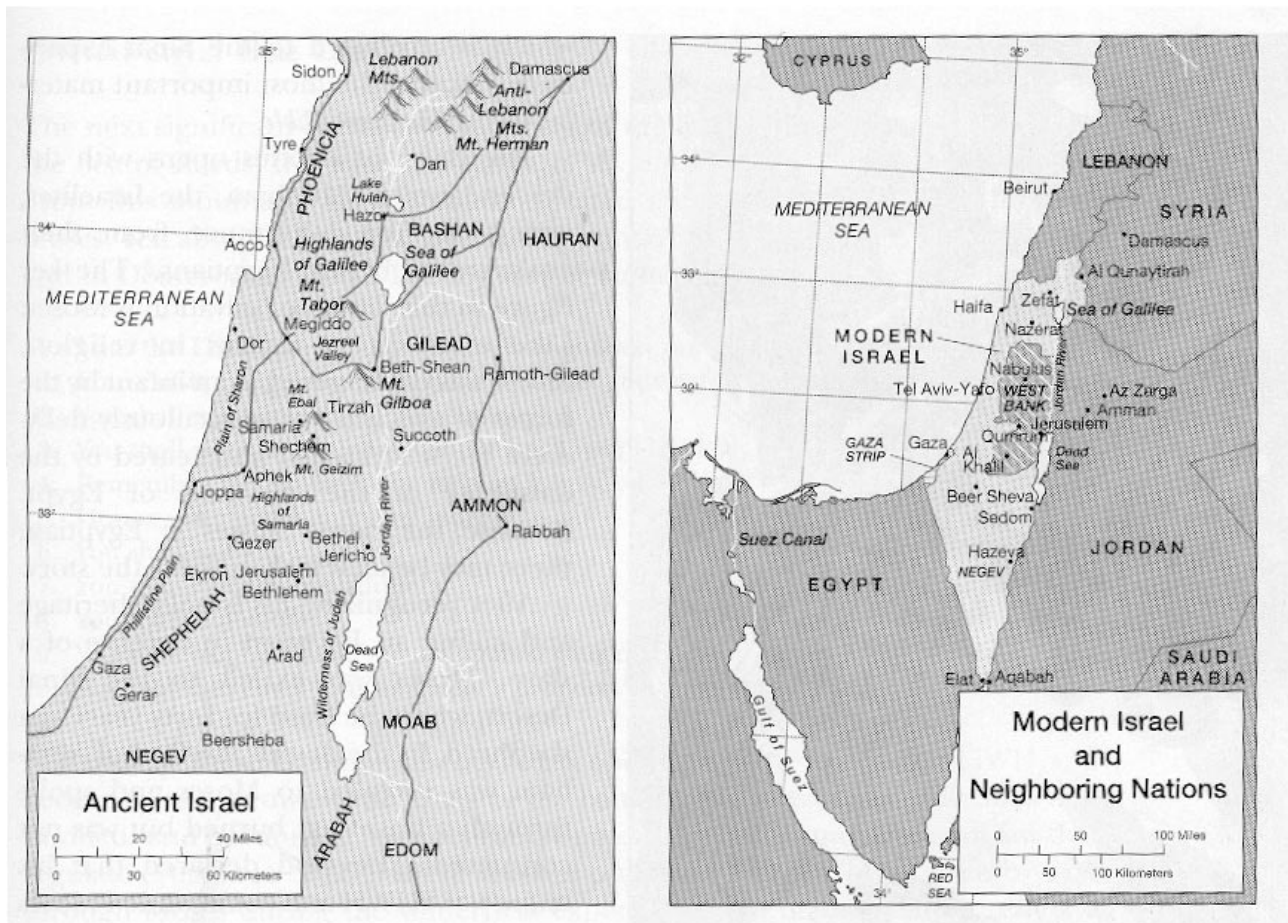 35°
Sidon
Lebanon
Mts.
Damascus
Anti-
Lebanon
Mts.
Mt. Herman
Tyre
PHOENICIA
Dan
Lake
Huleh
Hazo
34°
BASHAN
HAURAN
Acco
Highlands
of Galilee
Sea of
Galilee
Mt.
Tabor
MEDITERRANEAN
SEA
Megiddo
Dor
Jezreel
Valley
GILEAD
Beth-Shean
Ramoth-Gilead
Mt.
Gilboa
Plain of Sharon
Mt.
Ebal
Tirzah
Samaria
Shechem
Succoth
Mt. Geizim
Aphek
Joppa
Highlands
of
Samaria
Jordan River
AMMON
33°
Rabbah
Gezer
Bethel
Jericho
Ekron
Jerusalem
Bethlehem
Phillistine Plain
SHEPHELAH
Wilderness of Judah
Dead
Sea
Arad
Gaza
Gerar
MOAB
Beersheba
NEGEV
ARABAH
EDOM
Ancient Israel
0 20 40 Miles
0 30 60 Kilometers
32°
CYPRUS
35°
34°
LEBANON
Beirut
MEDITERRANEAN
SEA
SYRIA
Damascus
33°
Al Qunaytirah
Haifa
Zefat
Sea of Galilee
Nazerat
MODERN
ISRAEL
Jordan River
Nabulus
Tel Aviv-Yafo
WEST
BANK
Az Zarga
Amman
Jerusalem
Qumrum
GAZA
STRIP
Gaza
Al
Khalil
Dead
Sea
Beer Sheva
Sedom
Suez Canal
Hazeva
NEGEV
JORDAN
EGYPT
SAUDI
ARABIA
Elat
Aqabah
Gulf of Suez
Modern Israel
and
Neighboring Nations
0 50 100 Miles
0 50 100 Kilometers
RED
SEA
34°